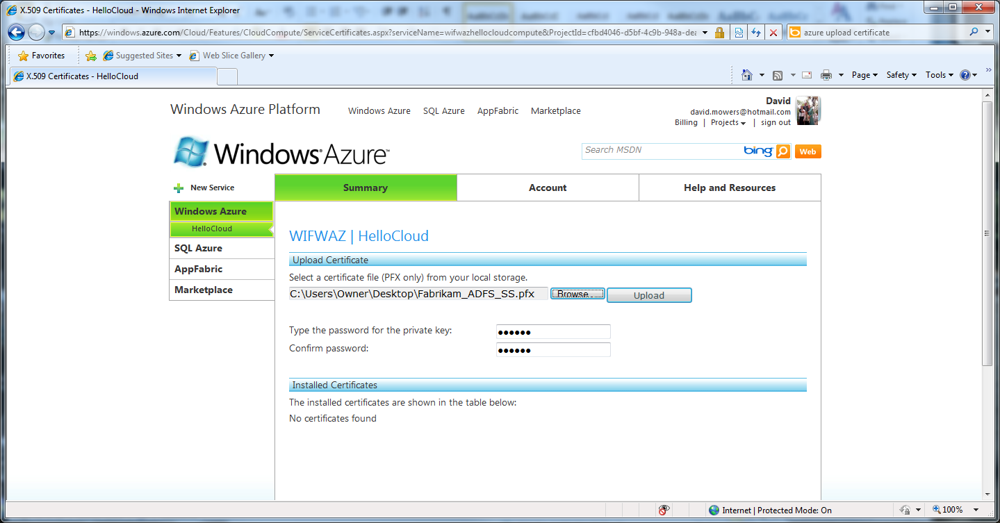 X.509 Certificates - HelloCloud - Windows Internet Explorer
https://windows.azure.com/Cloud/Features/CloudCompute/ServiceCertificates.aspx?serviceName=wifwazhellocloudcompute&ProjectId=cfbd4046-d5bf-4c9b-948a-dea
azure upload certificate
Favorites Suggested Sites Web Slice Gallery
X.509 Certificates - HelloCloud
Page Safety Tools
Windows Azure Platform Windows Azure SQL Azure AppFabric Marketplace
David
david.mowers@hotmail.com
Billing | Projects | sign out
Windows Azure™
Search MSDN bing Web
New Service Summary Account Help and Resources
Windows Azure
HelloCloud
SQL Azure
AppFabric
Marketplace
WIFWAZ | HelloCloud
Upload Certificate
Select a certificate file (PFX only) from your local storage.
C:\Users\Owner\Desktop\Fabrikam_ADFS_SS.pfx Browse... Upload
Type the password for the private key: ●●●●●●
Confirm password: ●●●●●●
Installed Certificates
The installed certificates are shown in the table below:
No certificates found
Internet | Protected Mode: On 100%